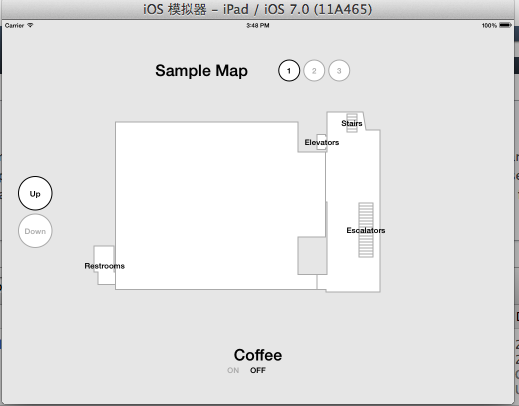 iOS 模拟器 - iPad / iOS 7.0 (11A465)
Carrier 3:48 PM 100%
Sample Map 1 2 3
Stairs
Elevators
Up
Down
Escalators
Restrooms
Coffee
ON OFF